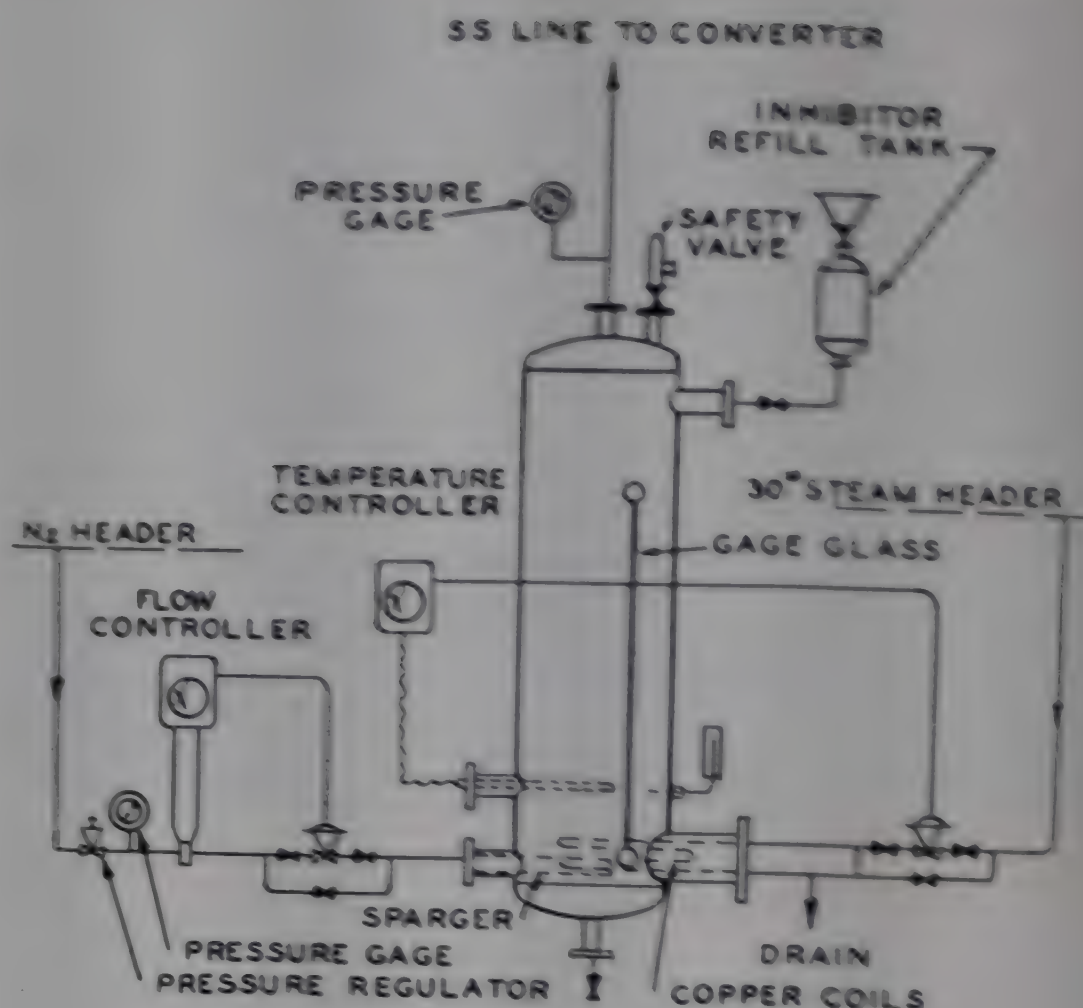 SS LINE TO CONVERTER
INHIBITOR
REFILL TANK
PRESSURE
GAGE
SAFETY
VALVE
TEMPERATURE
CONTROLLER
30# STEAM HEADER
N2 HEADER
GAGE GLASS
FLOW
CONTROLLER
SPARGER
PRESSURE GAGE
DRAIN
PRESSURE REGULATOR
COPPER COILS